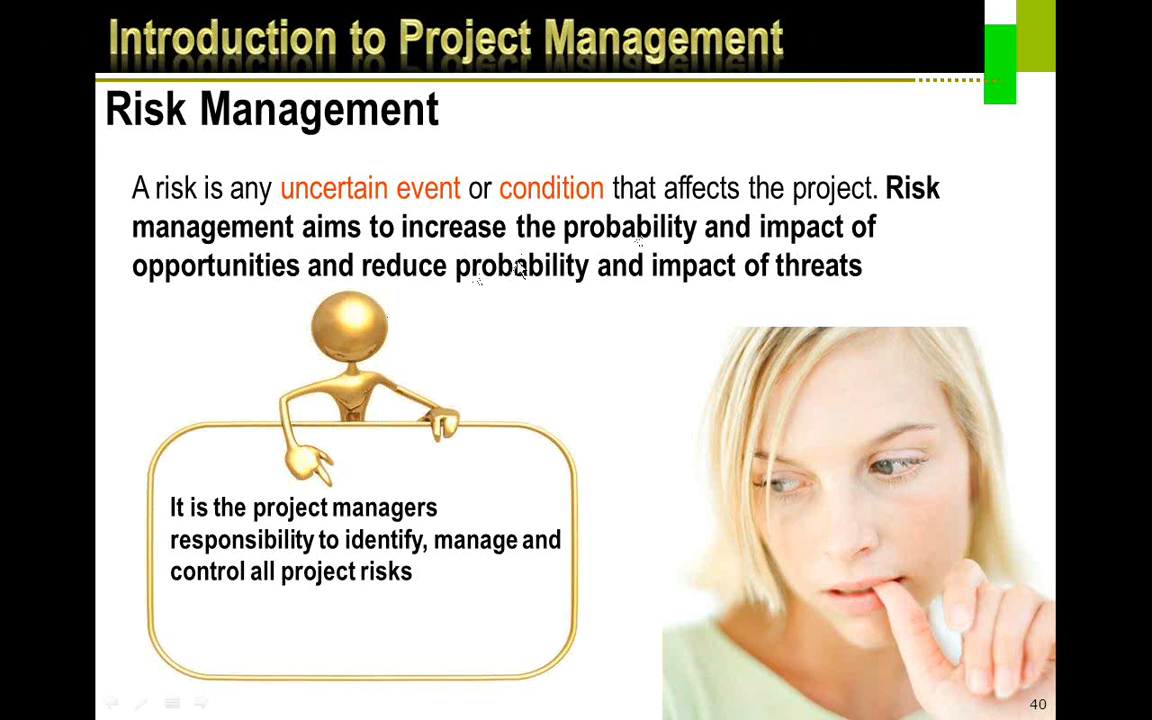 Introduction to Project Management
Risk Management
A risk is any uncertain event or condition that affects the project. Risk
management aims to increase the probability and impact of
opportunities and reduce probability and impact of threats
It is the project managers
responsibility to identify, manage and
control all project risks
40